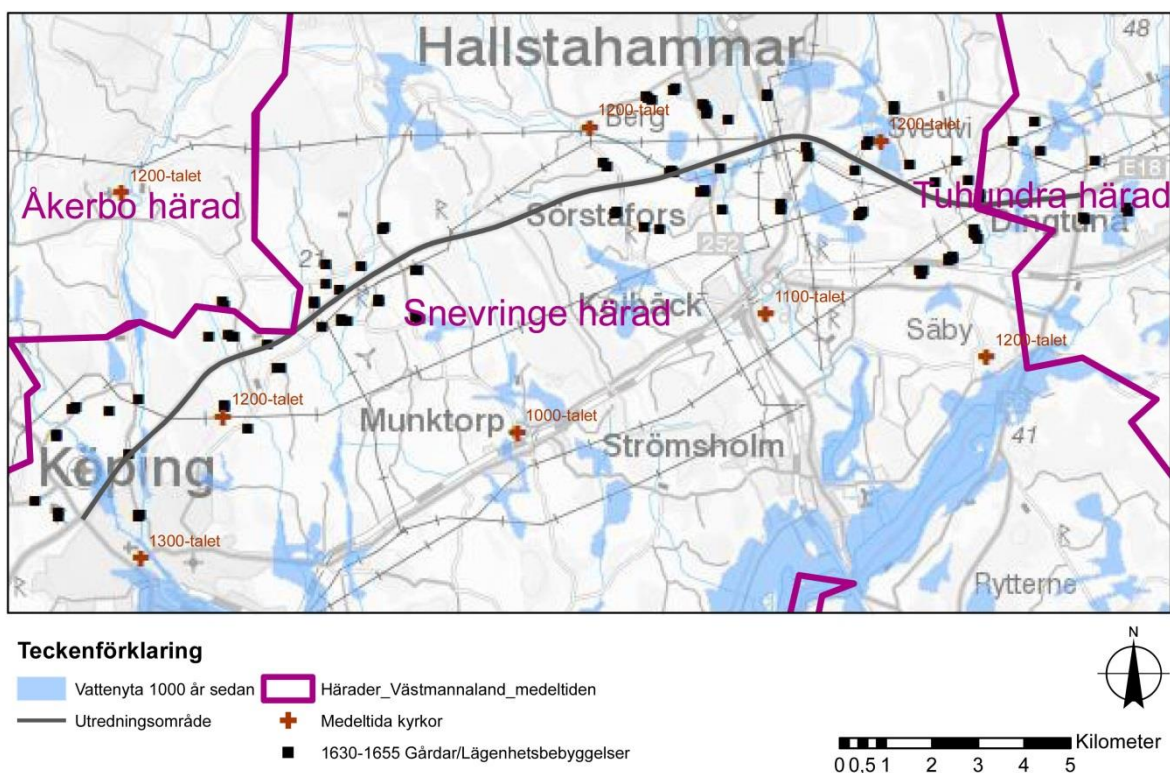 Hallstahammar
48
1200-talet
Berg
1200-talet
Svedvi
1200-talet
E18
Åkerbo härad
Tuhundra härad
Sörstafors
Dingtuna
252
21
Snevringe härad
Kolbäck
1100-talet
Säby
1200-talet
1200-talet
Munktorp
1000-talet
Strömsholm
41
Köping
1300-talet
Rytterne
Teckenförklaring
Vattenyta 1000 år sedan
Härader_Västmannaland_medeltiden
Utredningsområde
Medeltida kyrkor
1630-1655 Gårdar/Lägenhetsbebyggelser
N
Kilometer
0 0,5 1 2 3 4 5